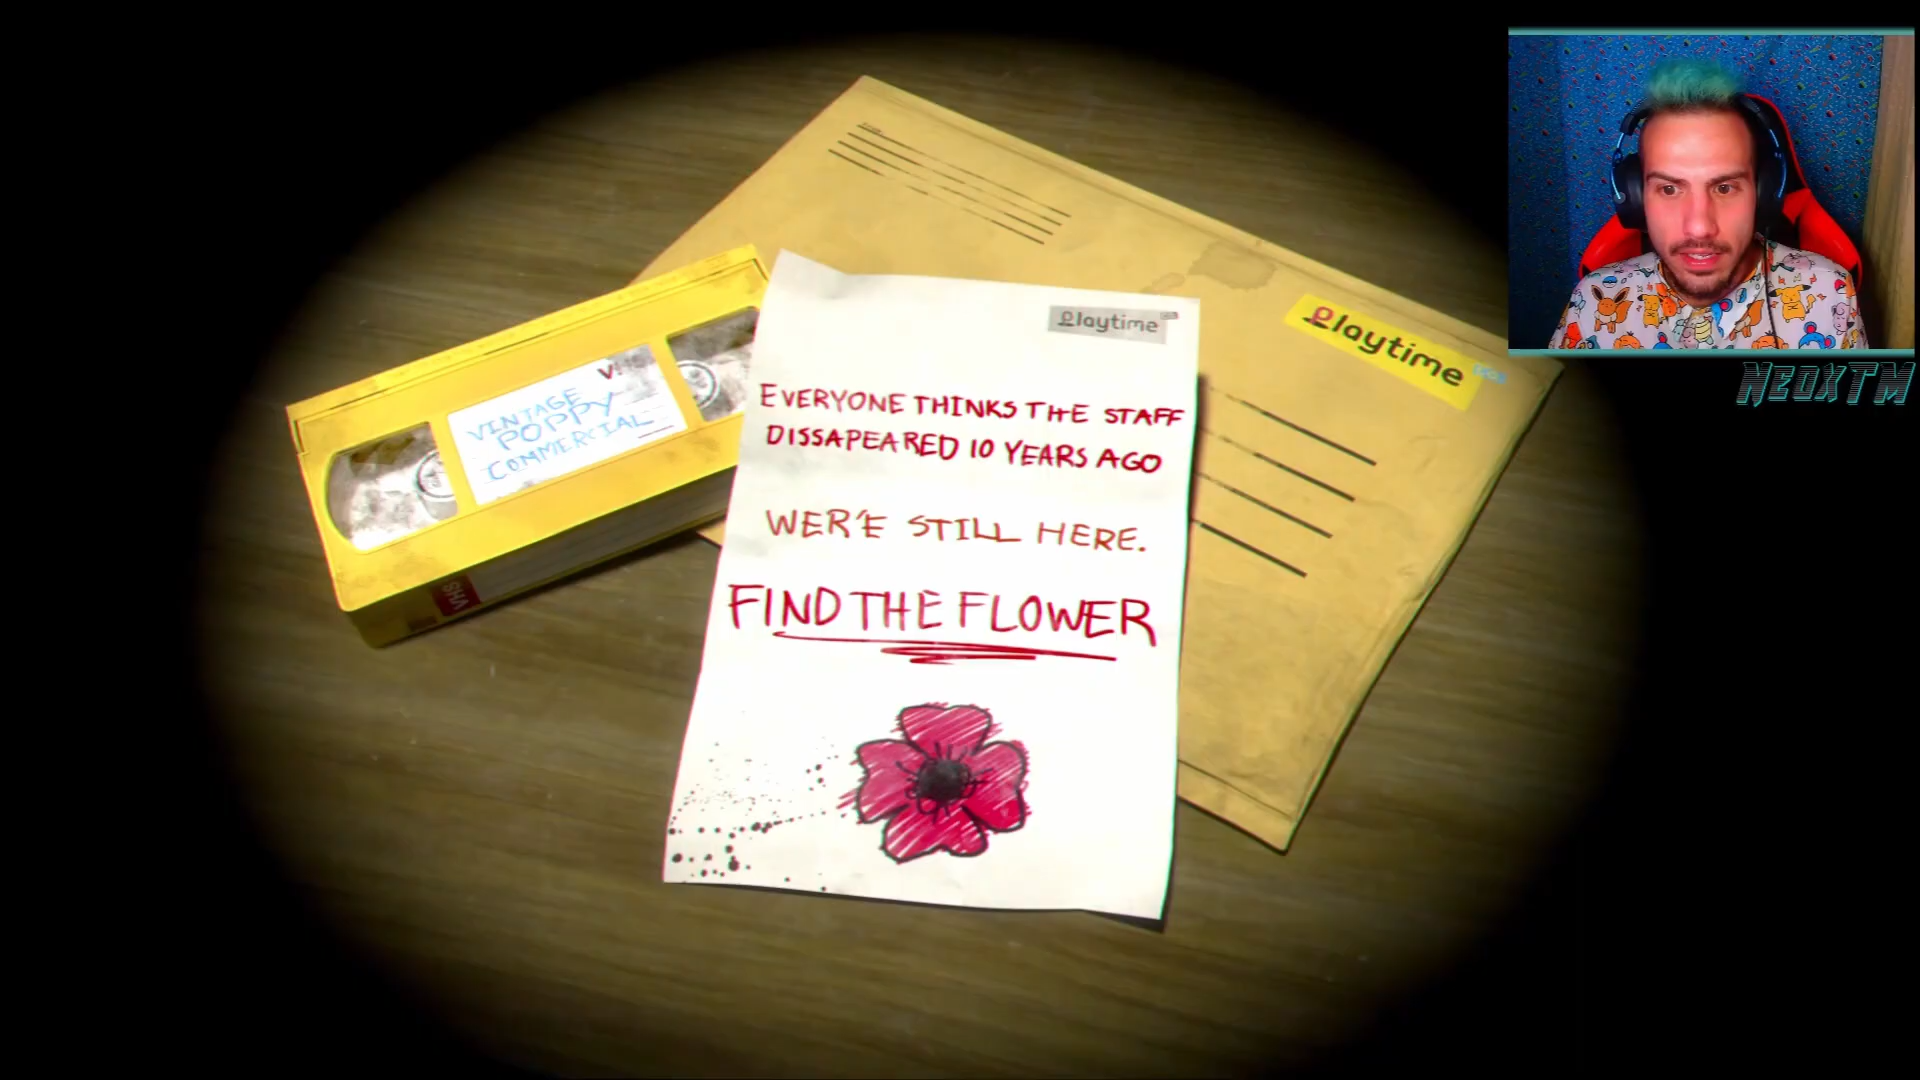 Playtime
EVERYONE THINKS THE STAFF
DISSAPEARED 10 YEARS AGO
WER'E STILL HERE.
FIND THE FLOWER
VINTAGE
POPPY
COMMERCIAL
VHS
Playtime
NEOXTM